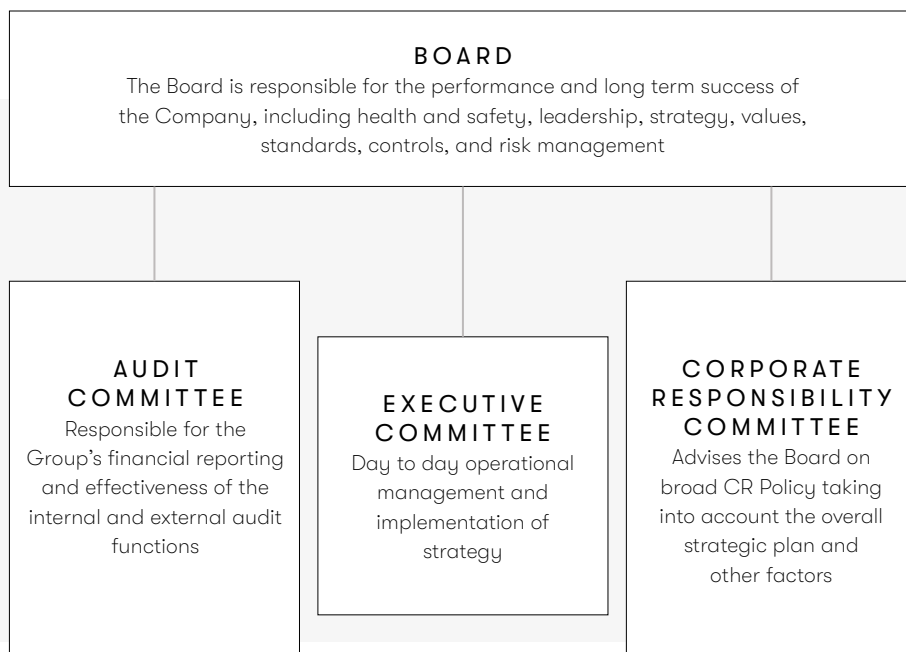 BOARD
The Board is responsible for the performance and long term success of
the Company, including health and safety, leadership, strategy, values,
standards, controls, and risk management
AUDIT
COMMITTEE
Responsible for the
Group’s financial reporting
and effectiveness of the
internal and external audit
functions
EXECUTIVE
COMMITTEE
Day to day operational
management and
implementation of
strategy
CORPORATE
RESPONSIBILITY
COMMITTEE
Advises the Board on
broad CR Policy taking
into account the overall
strategic plan and
other factors